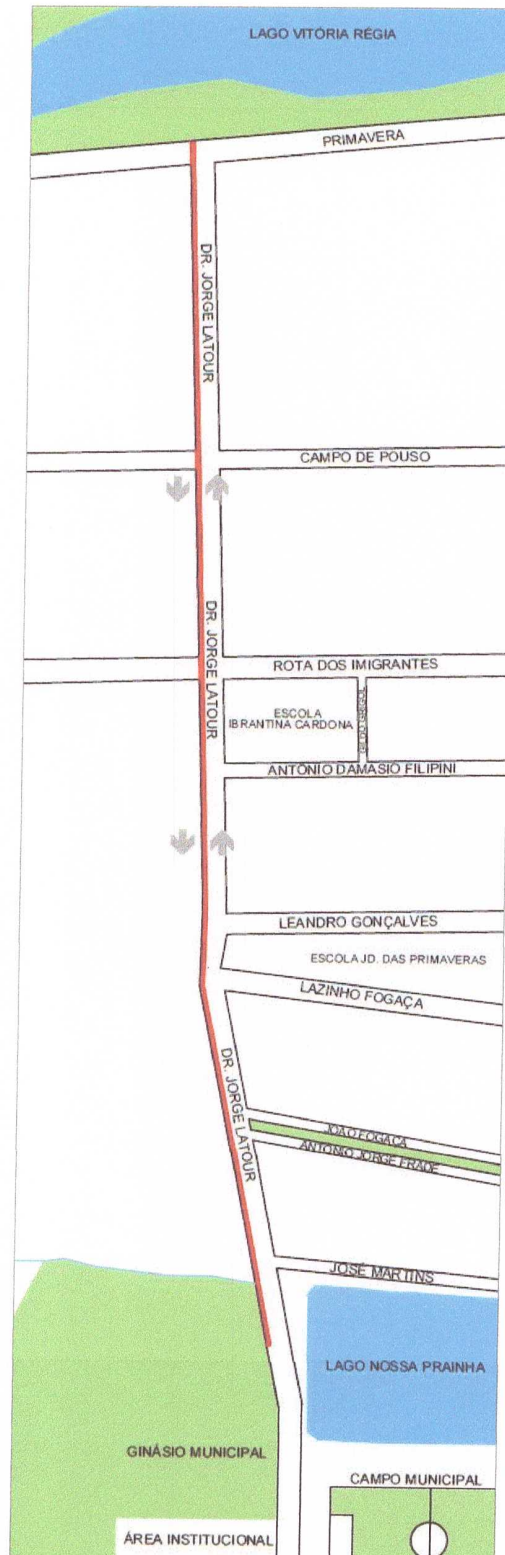 LAGO VITÓRIA RÉGIA
PRIMAVERA
DR. JORGE LATOUR
CAMPO DE POUSO
DR. JORGE LATOUR
ROTA DOS IMIGRANTES
ESCOLA
IBRANTINA CARDONA
ANTÔNIO DAMASIO FILIPINI
LEANDRO GONÇALVES
ESCOLA JD. DAS PRIMAVERAS
LAZINHO FOGAÇA
DR. JORGE LATOUR
JOÃO FOGAÇA
ANTONIO JORGE FRADE
JOSÉ MARTINS
LAGO NOSSA PRAINHA
GINÁSIO MUNICIPAL
CAMPO MUNICIPAL
ÁREA INSTITUCIONAL